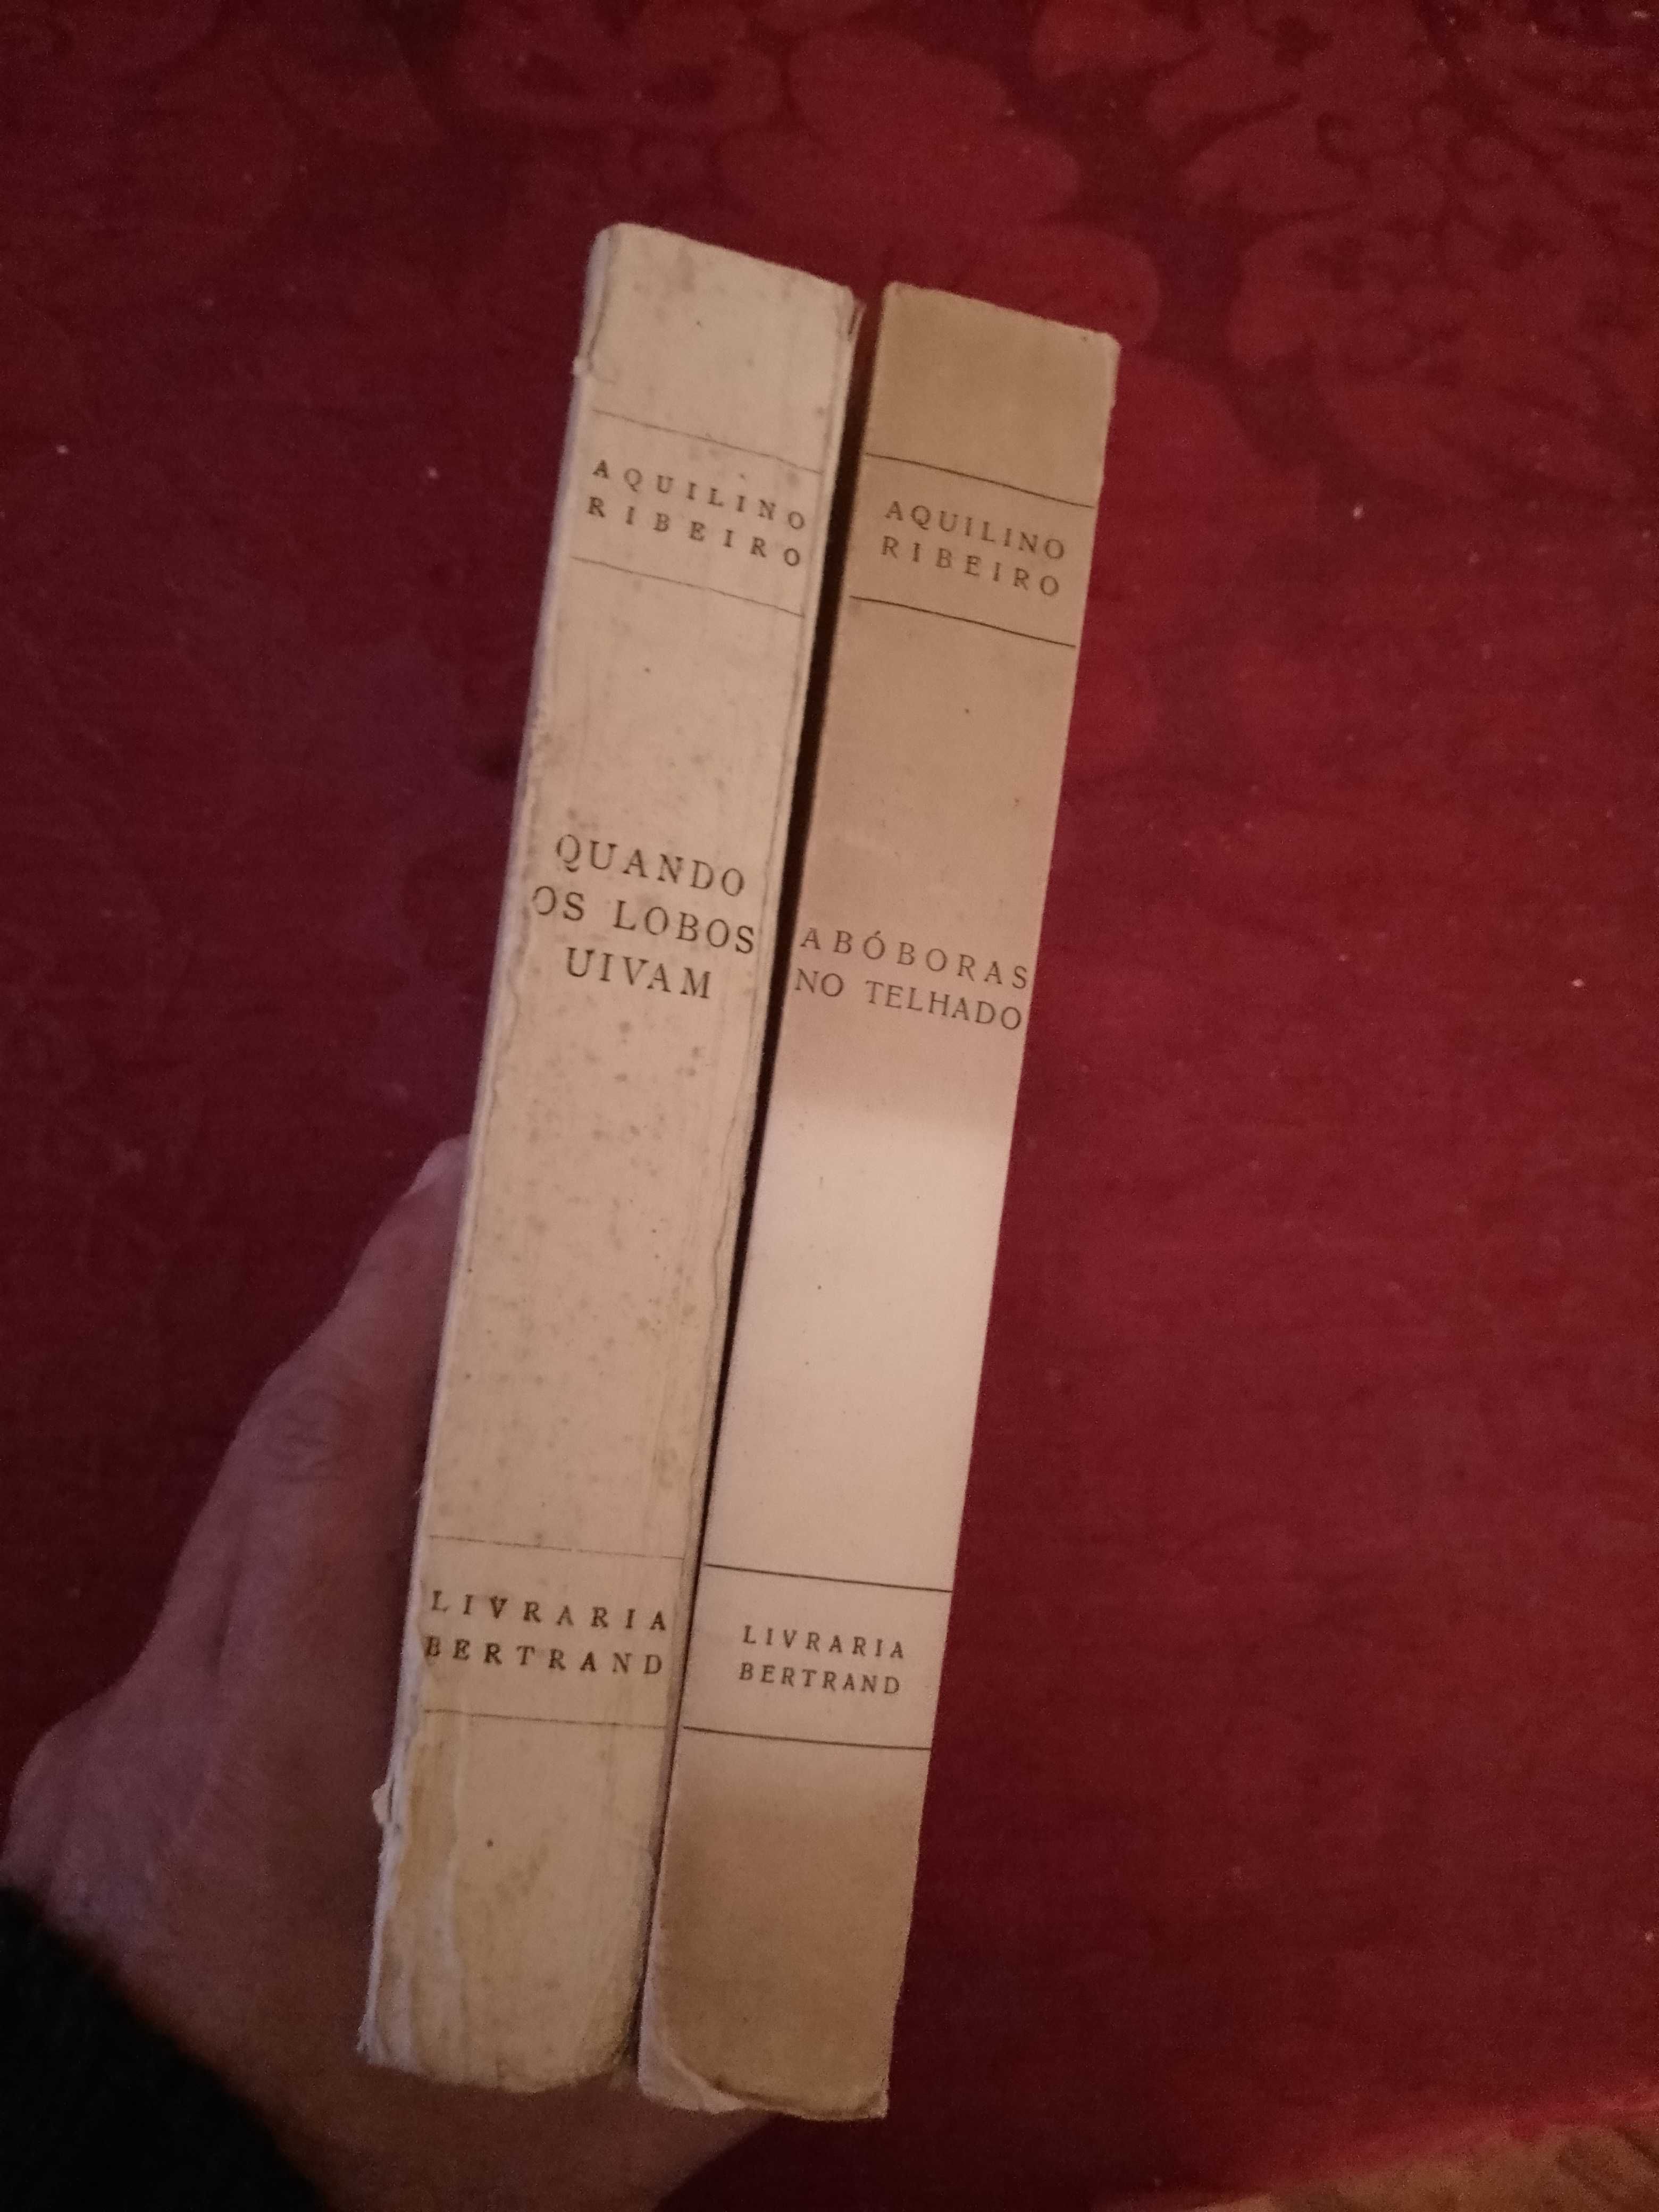 AQUILINO
RIBEIRO
QUANDO
OS LOBOS
UIVAM
LIVRARIA
BERTRAND
AQUILINO
RIBEIRO
ABÓBORAS
NO TELHADO
LIVRARIA
BERTRAND